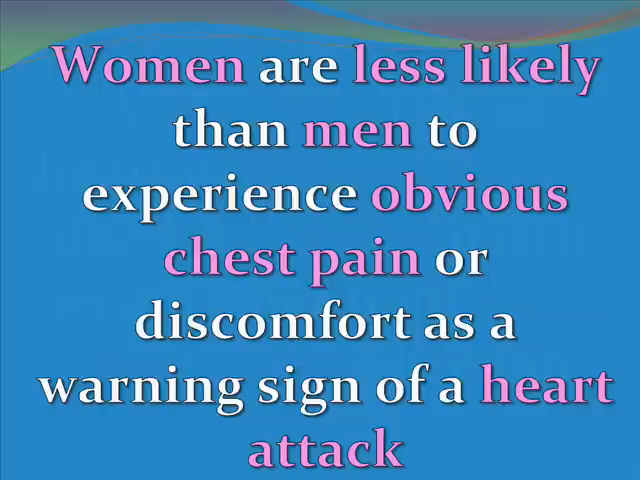 Women are less likely
than men to
experience obvious
chest pain or
discomfort as a
warning sign of a heart
attack